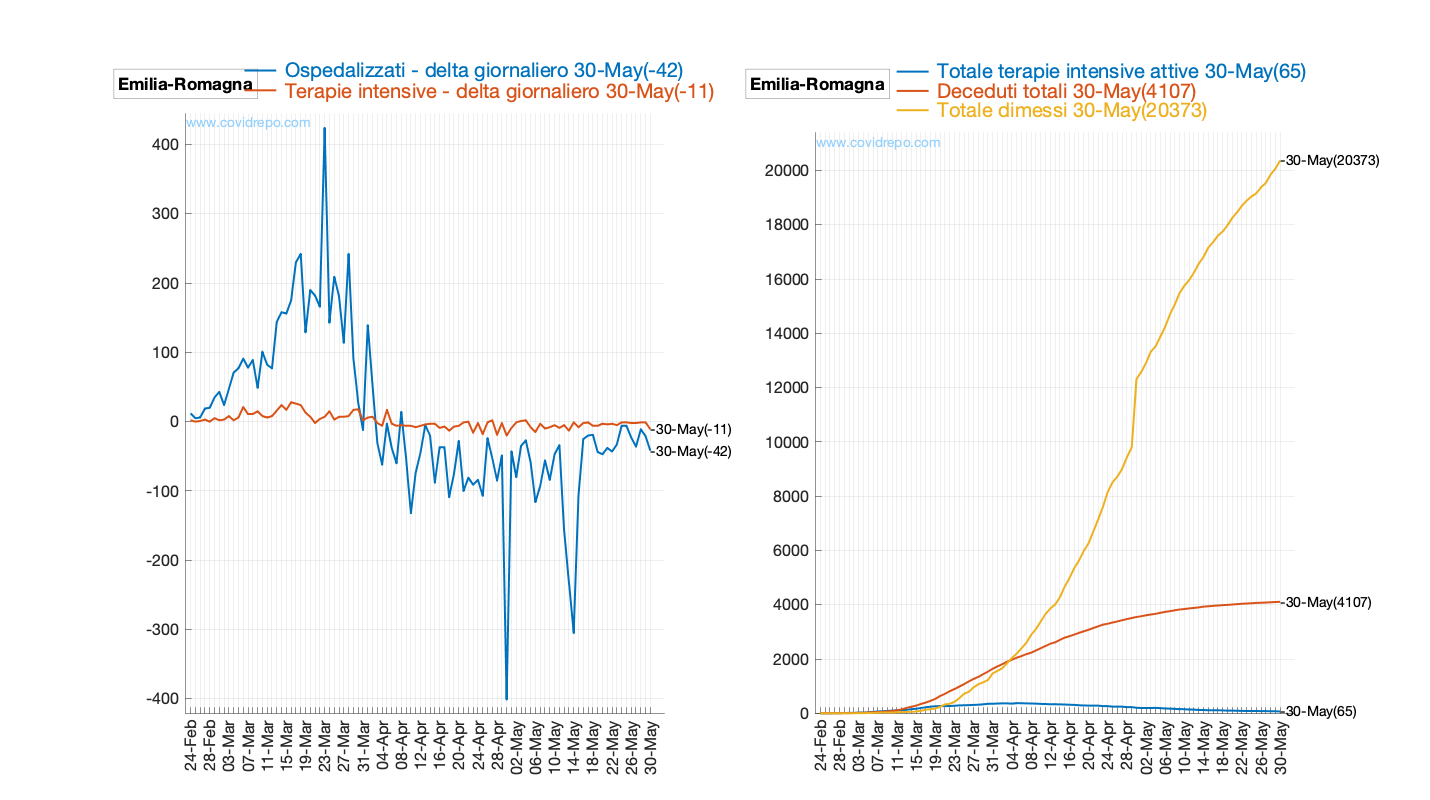 Emilia-Romagna
Ospedalizzati - delta giornaliero 30-May(-42)
Terapie intensive - delta giornaliero 30-May(-11)
www.covidrepo.com
400
300
200
100
0
-100
-200
-300
-400
30-May(-11)
30-May(-42)
24-Feb
28-Feb
03-Mar
07-Mar
11-Mar
15-Mar
19-Mar
23-Mar
27-Mar
31-Mar
04-Apr
08-Apr
12-Apr
16-Apr
20-Apr
24-Apr
28-Apr
02-May
06-May
10-May
14-May
18-May
22-May
26-May
30-May
Emilia-Romagna
Totale terapie intensive attive 30-May(65)
Deceduti totali 30-May(4107)
Totale dimessi 30-May(20373)
www.covidrepo.com
20000
18000
16000
14000
12000
10000
8000
6000
4000
2000
0
30-May(20373)
30-May(4107)
30-May(65)
24-Feb
28-Feb
03-Mar
07-Mar
11-Mar
15-Mar
19-Mar
23-Mar
27-Mar
31-Mar
04-Apr
08-Apr
12-Apr
16-Apr
20-Apr
24-Apr
28-Apr
02-May
06-May
10-May
14-May
18-May
22-May
26-May
30-May